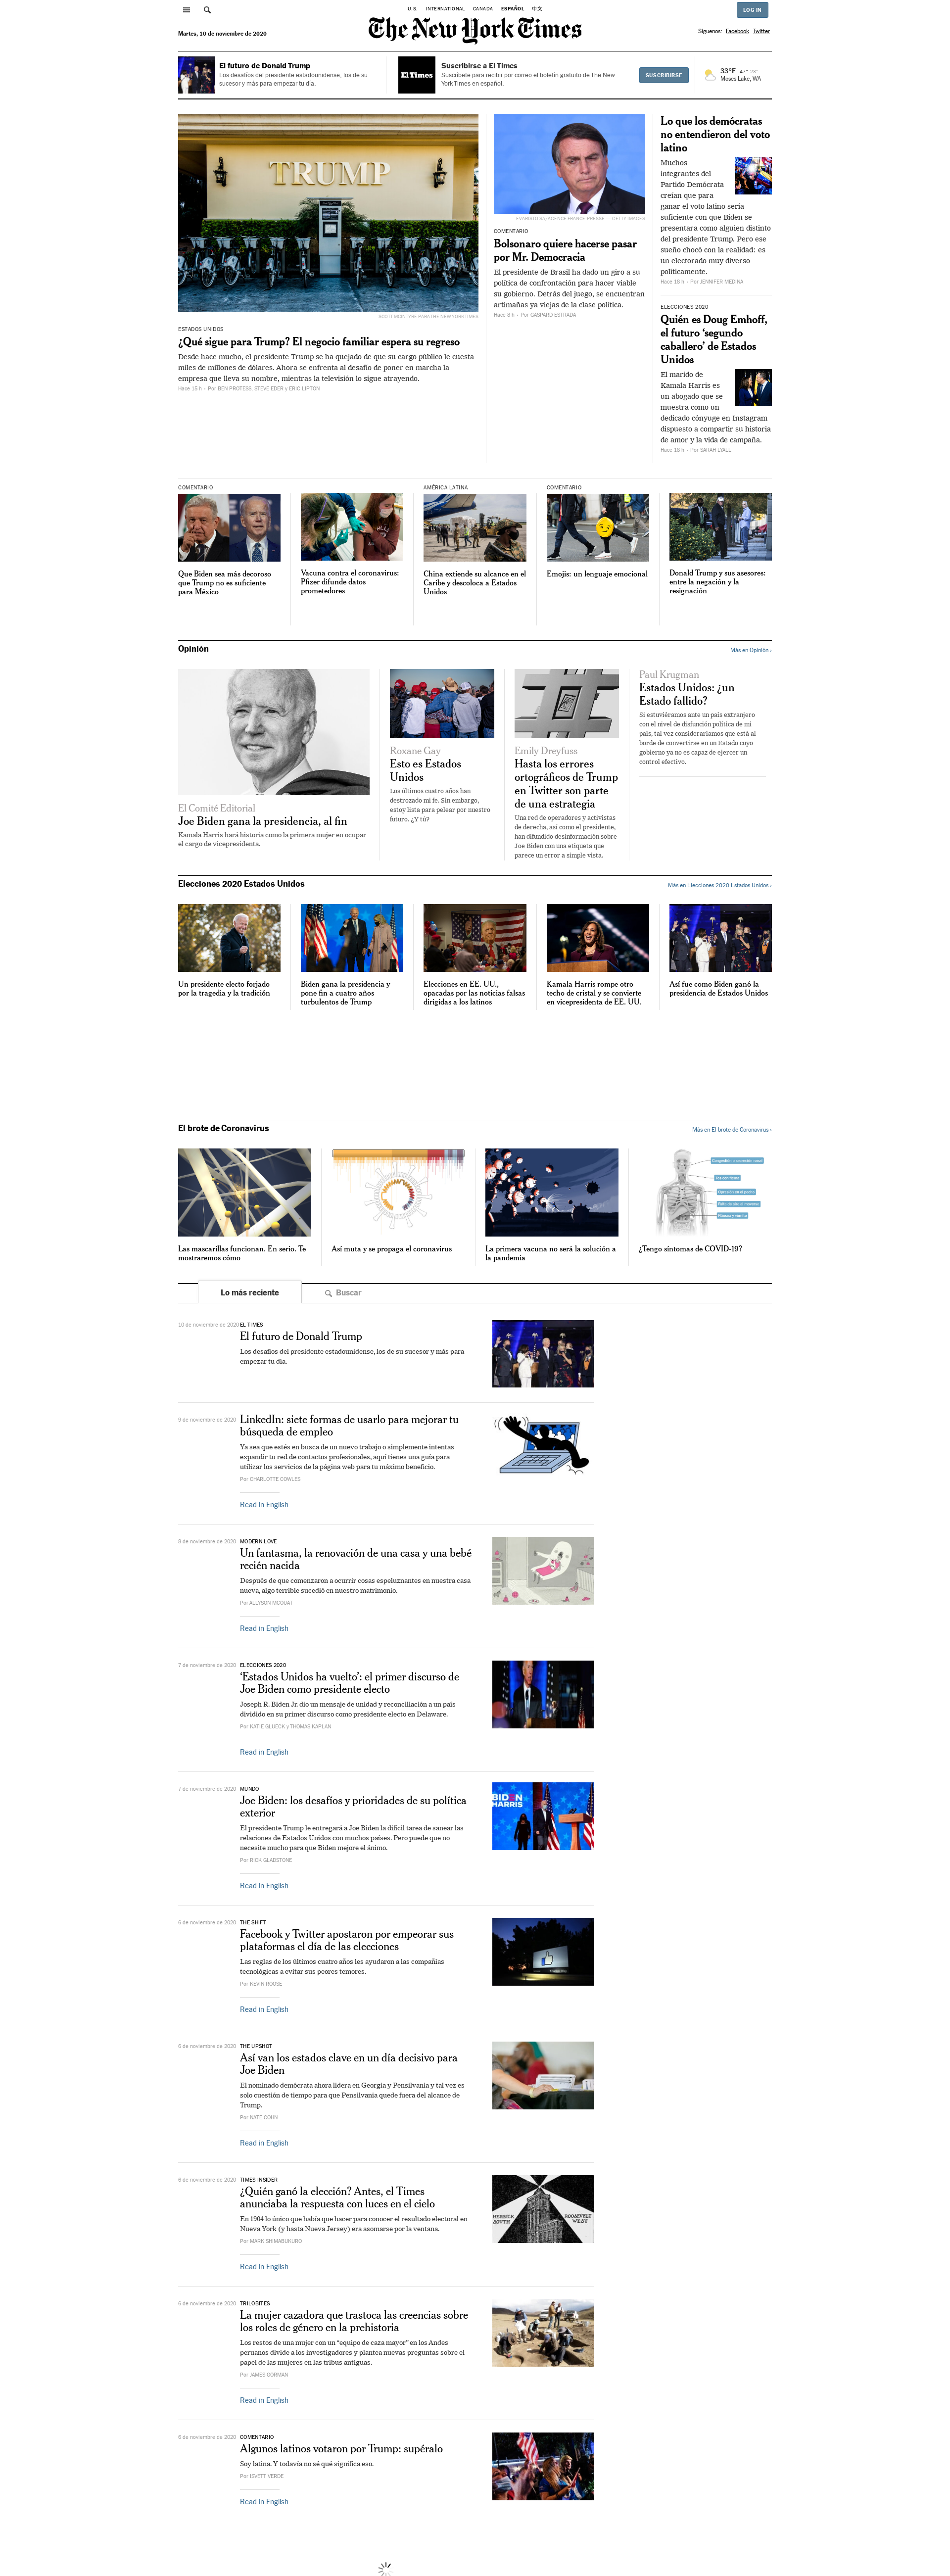 U.S. INTERNATIONAL CANADA ESPAÑOL 中文
LOG IN
Martes, 10 de noviembre de 2020
The New York Times
Síguenos: Facebook Twitter
El futuro de Donald Trump
Los desafíos del presidente estadounidense, los de su
sucesor y más para empezar tu día.
El Times
Suscribirse a El Times
Suscríbete para recibir por correo el boletín gratuito de The New
York Times en español.
SUSCRIBIRSE
33°F 47°
Moses Lake, WA
TRUMP
SCOTT MCINTYRE PARA THE NEW YORK TIMES
ESTADOS UNIDOS
¿Qué sigue para Trump? El negocio familiar espera su regreso
Desde hace mucho, el presidente Trump se ha quejado de que su cargo público le cuesta
miles de millones de dólares. Ahora se enfrenta al desafío de poner en marcha la
empresa que lleva su nombre, mientras la televisión lo sigue atrayendo.
Hace 15 h · Por BEN PROTESS, STEVE EDER y ERIC LIPTON
EVARISTO SA/AGENCE FRANCE-PRESSE — GETTY IMAGES
COMENTARIO
Bolsonaro quiere hacerse pasar
por Mr. Democracia
El presidente de Brasil ha dado un giro a su
política de confrontación para hacer viable
su gobierno. Detrás del juego, se encuentran
artimañas ya viejas de la clase política.
Hace 8 h · Por GASPARD ESTRADA
Lo que los demócratas
no entendieron del voto
latino
Muchos
integrantes del
Partido Demócrata
creían que para
ganar el voto latino sería
suficiente con que Biden se
presentara como alguien distinto
del presidente Trump. Pero ese
sueño chocó con la realidad: es
un electorado muy diverso
políticamente.
Hace 18 h · Por JENNIFER MEDINA
ELECCIONES 2020
Quién es Doug Emhoff,
el futuro ‘segundo
caballero’ de Estados
Unidos
El marido de
Kamala Harris es
un abogado que se
muestra como un
dedicado cónyuge en Instagram
dispuesto a compartir su historia
de amor y la vida de campaña.
Hace 18 h · Por SARAH LYALL
COMENTARIO
Que Biden sea más decoroso
que Trump no es suficiente
para México
Vacuna contra el coronavirus:
Pfizer difunde datos
prometedores
AMÉRICA LATINA
China extiende su alcance en el
Caribe y descoloca a Estados
Unidos
COMENTARIO
Emojis: un lenguaje emocional
Donald Trump y sus asesores:
entre la negación y la
resignación
Opinión
Más en Opinión ›
El Comité Editorial
Joe Biden gana la presidencia, al fin
Kamala Harris hará historia como la primera mujer en ocupar
el cargo de vicepresidenta.
Roxane Gay
Esto es Estados
Unidos
Los últimos cuatro años han
destrozado mi fe. Sin embargo,
estoy lista para pelear por nuestro
futuro. ¿Y tú?
Emily Dreyfuss
Hasta los errores
ortográficos de Trump
en Twitter son parte
de una estrategia
Una red de operadores y activistas
de derecha, así como el presidente,
han difundido desinformación sobre
Joe Biden con una etiqueta que
parece un error a simple vista.
Paul Krugman
Estados Unidos: ¿un
Estado fallido?
Si estuviéramos ante un país extranjero
con el nivel de disfunción política de mi
país, tal vez consideraríamos que está al
borde de convertirse en un Estado cuyo
gobierno ya no es capaz de ejercer un
control efectivo.
Elecciones 2020 Estados Unidos
Más en Elecciones 2020 Estados Unidos ›
Un presidente electo forjado
por la tragedia y la tradición
Biden gana la presidencia y
pone fin a cuatro años
turbulentos de Trump
Elecciones en EE. UU.,
opacadas por las noticias falsas
dirigidas a los latinos
Kamala Harris rompe otro
techo de cristal y se convierte
en vicepresidenta de EE. UU.
Así fue como Biden ganó la
presidencia de Estados Unidos
El brote de Coronavirus
Más en El brote de Coronavirus ›
Las mascarillas funcionan. En serio. Te
mostraremos cómo
Así muta y se propaga el coronavirus
La primera vacuna no será la solución a
la pandemia
¿Tengo síntomas de COVID-19?
Lo más reciente
Buscar
10 de noviembre de 2020 EL TIMES
El futuro de Donald Trump
Los desafíos del presidente estadounidense, los de su sucesor y más para
empezar tu día.
9 de noviembre de 2020
LinkedIn: siete formas de usarlo para mejorar tu
búsqueda de empleo
Ya sea que estés en busca de un nuevo trabajo o simplemente intentas
expandir tu red de contactos profesionales, aquí tienes una guía para
utilizar los servicios de la página web para tu máximo beneficio.
Por CHARLOTTE COWLES
Read in English
8 de noviembre de 2020 MODERN LOVE
Un fantasma, la renovación de una casa y una bebé
recién nacida
Después de que comenzaron a ocurrir cosas espeluznantes en nuestra casa
nueva, algo terrible sucedió en nuestro matrimonio.
Por ALLYSON MCOUAT
Read in English
7 de noviembre de 2020 ELECCIONES 2020
‘Estados Unidos ha vuelto’: el primer discurso de
Joe Biden como presidente electo
Joseph R. Biden Jr. dio un mensaje de unidad y reconciliación a un país
dividido en su primer discurso como presidente electo en Delaware.
Por KATIE GLUECK y THOMAS KAPLAN
Read in English
7 de noviembre de 2020 MUNDO
Joe Biden: los desafíos y prioridades de su política
exterior
El presidente Trump le entregará a Joe Biden la difícil tarea de sanear las
relaciones de Estados Unidos con muchos países. Pero puede que no
necesite mucho para que Biden mejore el ánimo.
Por RICK GLADSTONE
Read in English
BIDEN
HARRIS
6 de noviembre de 2020 THE SHIFT
Facebook y Twitter apostaron por empeorar sus
plataformas el día de las elecciones
Las reglas de los últimos cuatro años les ayudaron a las compañías
tecnológicas a evitar sus peores temores.
Por KEVIN ROOSE
Read in English
6 de noviembre de 2020 THE UPSHOT
Así van los estados clave en un día decisivo para
Joe Biden
El nominado demócrata ahora lidera en Georgia y Pensilvania y tal vez es
solo cuestión de tiempo para que Pensilvania quede fuera del alcance de
Trump.
Por NATE COHN
Read in English
6 de noviembre de 2020 TIMES INSIDER
¿Quién ganó la elección? Antes, el Times
anunciaba la respuesta con luces en el cielo
En 1904 lo único que había que hacer para conocer el resultado electoral en
Nueva York (y hasta Nueva Jersey) era asomarse por la ventana.
Por MARK SHIMABUKURO
Read in English
HERRICK
SOUTH
ROOSEVELT
WEST
6 de noviembre de 2020 TRILOBITES
La mujer cazadora que trastoca las creencias sobre
los roles de género en la prehistoria
Los restos de una mujer con un “equipo de caza mayor” en los Andes
peruanos divide a los investigadores y plantea nuevas preguntas sobre el
papel de las mujeres en las tribus antiguas.
Por JAMES GORMAN
Read in English
6 de noviembre de 2020 COMENTARIO
Algunos latinos votaron por Trump: supéralo
Soy latina. Y todavía no sé qué significa eso.
Por ISVETT VERDE
Read in English